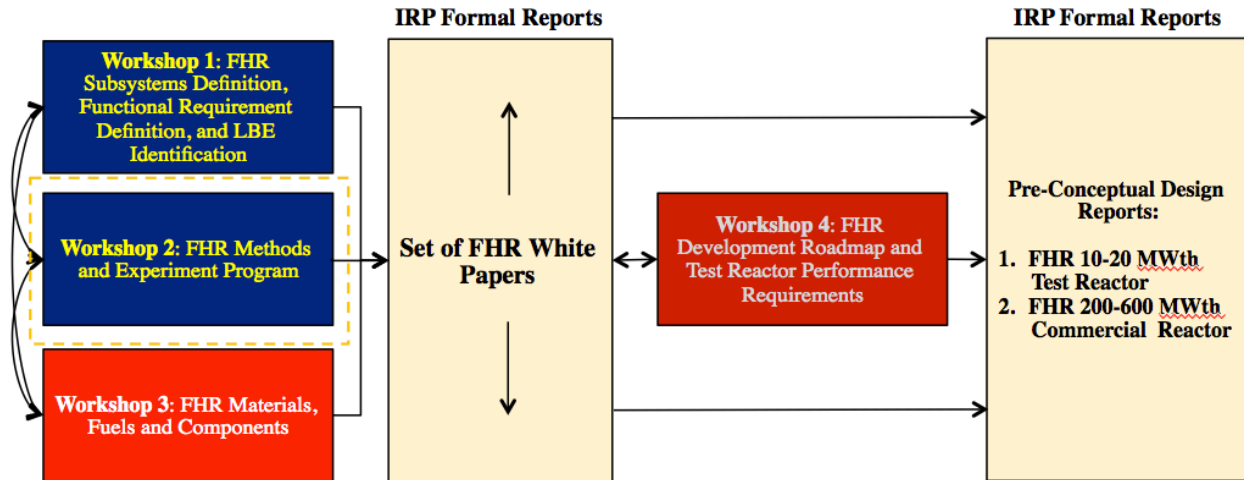 IRP Formal Reports
IRP Formal Reports
Workshop 1: FHR
Subsystems Definition,
Functional Requirement
Definition, and LBE
Identification
Workshop 2: FHR Methods
and Experiment Program
Workshop 3: FHR Materials,
Fuels and Components
Set of FHR White
Papers
Workshop 4: FHR
Development Roadmap and
Test Reactor Performance
Requirements
Pre-Conceptual Design
Reports:
1. FHR 10-20 MWth
Test Reactor
2. FHR 200-600 MWth
Commercial Reactor